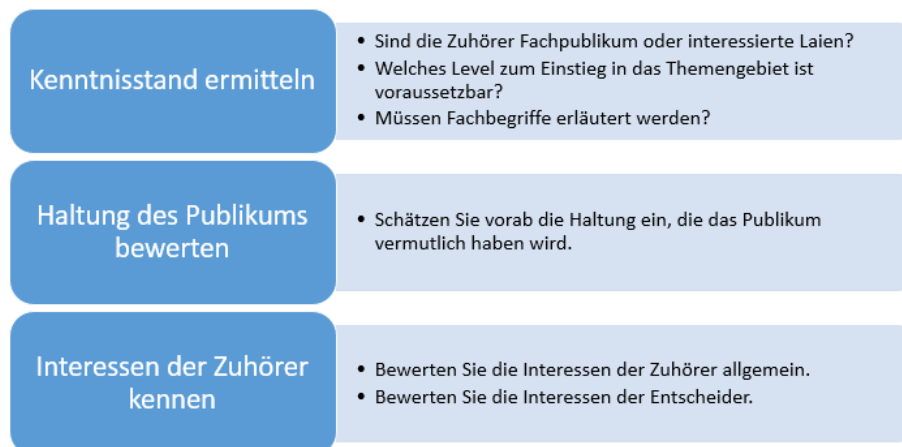 Kenntnisstand ermitteln
• Sind die Zuhörer Fachpublikum oder interessierte Laien?
• Welches Level zum Einstieg in das Themengebiet ist
voraussetzbar?
• Müssen Fachbegriffe erläutert werden?
Haltung des Publikums
bewerten
• Schätzen Sie vorab die Haltung ein, die das Publikum
vermutlich haben wird.
Interessen der Zuhörer
kennen
• Bewerten Sie die Interessen der Zuhörer allgemein.
• Bewerten Sie die Interessen der Entscheider.